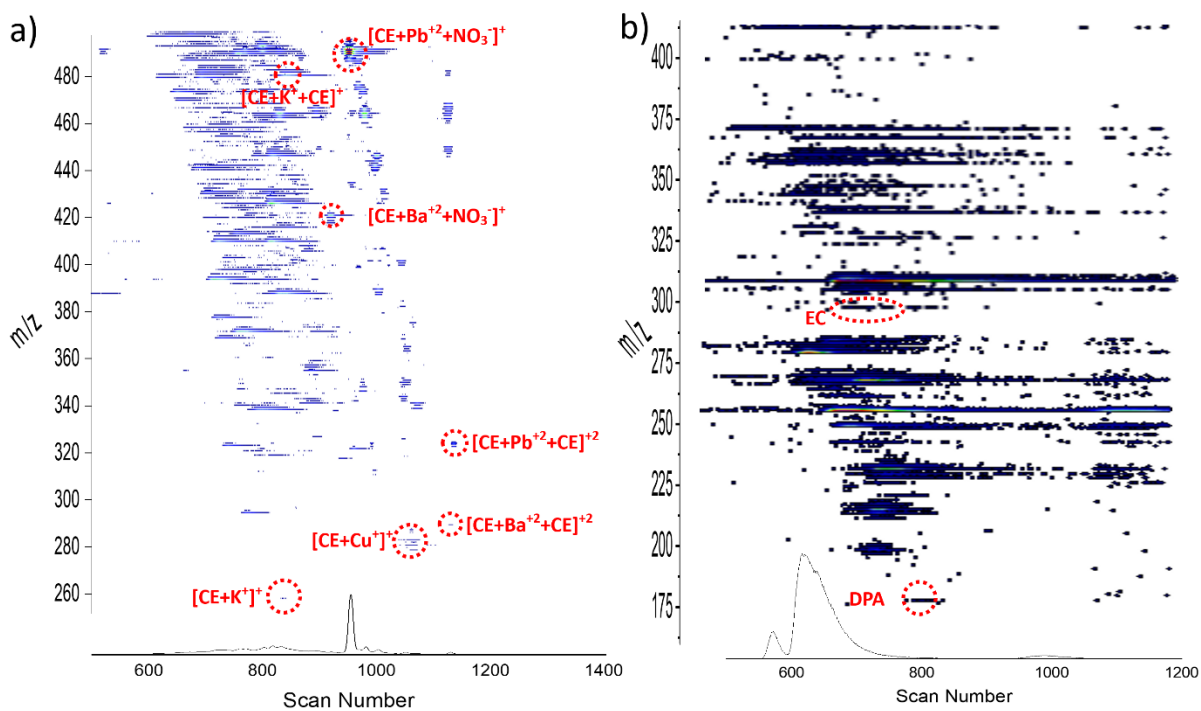 a)
[CE+Pb⁺²+NO₃⁻]⁺
480
[CE+K⁺+CE]⁺
460
440
420
[CE+Ba⁺²+NO₃⁻]⁺
400
m/z
380
360
340
320
[CE+Pb⁺²+CE]⁺²
300
[CE+Ba⁺²+CE]⁺²
[CE+Cu⁺]⁺
280
[CE+K⁺]⁺
260
600 800 1000 1200 1400
Scan Number
b)
400
375
350
325
300
EC
m/z
275
250
225
200
DPA
175
600 800 1000 1200
Scan Number